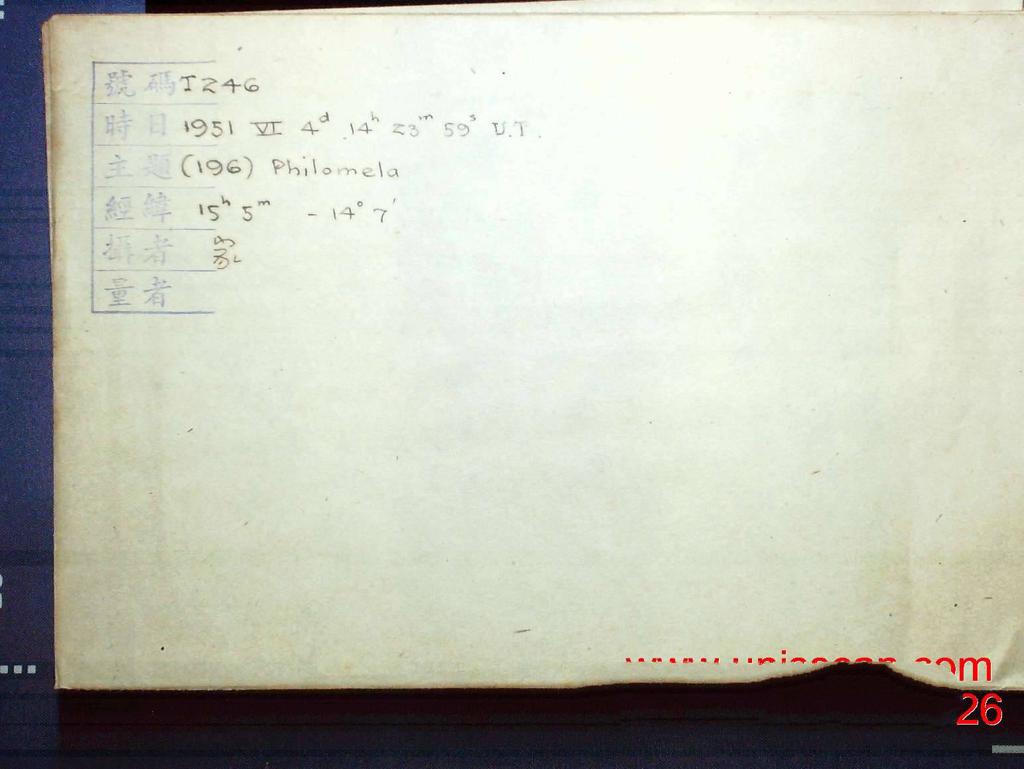 號碼 I246
時日 1951 VI 4ᵈ 14ʰ 23ᵐ 59ˢ U.T.
主題 (196) Philomela
經緯 15ʰ 5ᵐ - 14° 7′
攝者
量者
26